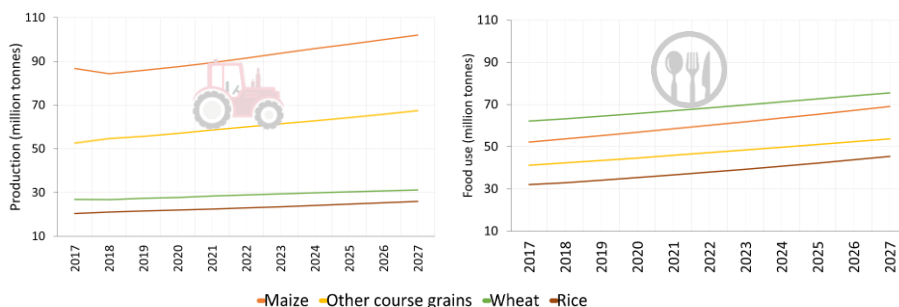 Production (million tonnes)
110
90
70
50
30
10
2017 2018 2019 2020 2021 2022 2023 2024 2025 2026 2027
Food use (million tonnes)
110
90
70
50
30
10
2017 2018 2019 2020 2021 2022 2023 2024 2025 2026 2027
Maize Other course grains Wheat Rice